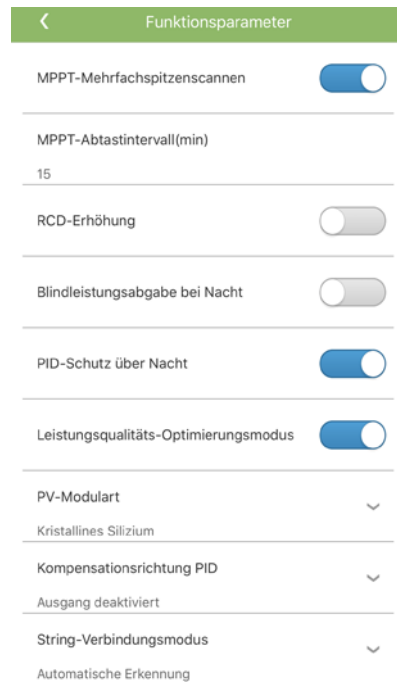 Funktionsparameter
MPPT-Mehrfachspitzenscannen
MPPT-Abtastintervall(min)
15
RCD-Erhöhung
Blindleistungsabgabe bei Nacht
PID-Schutz über Nacht
Leistungsqualitäts-Optimierungsmodus
PV-Modulart
Kristallines Silizium
Kompensationsrichtung PID
Ausgang deaktiviert
String-Verbindungsmodus
Automatische Erkennung